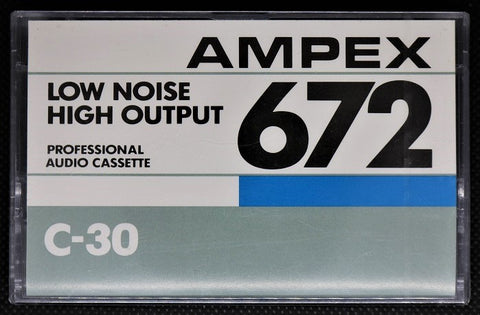 AMPEX
LOW NOISE
HIGH OUTPUT
672
PROFESSIONAL
AUDIO CASSETTE
C-30